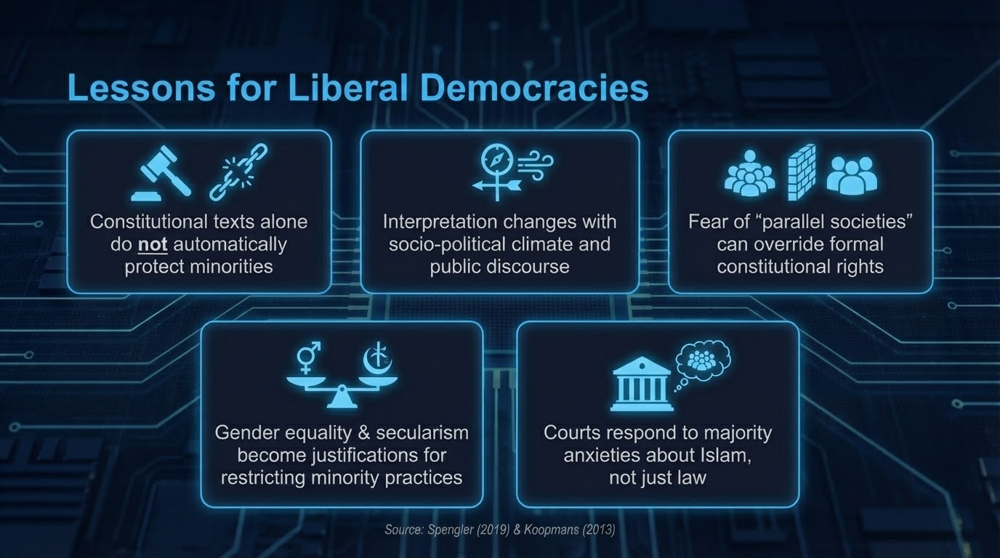 Lessons for Liberal Democracies
Constitutional texts alone
do not automatically
protect minorities
Interpretation changes with
socio-political climate and
public discourse
Fear of “parallel societies”
can override formal
constitutional rights
Gender equality & secularism
become justifications for
restricting minority practices
Courts respond to majority
anxieties about Islam,
not just law
Source: Spengler (2019) & Koopmans (2013)